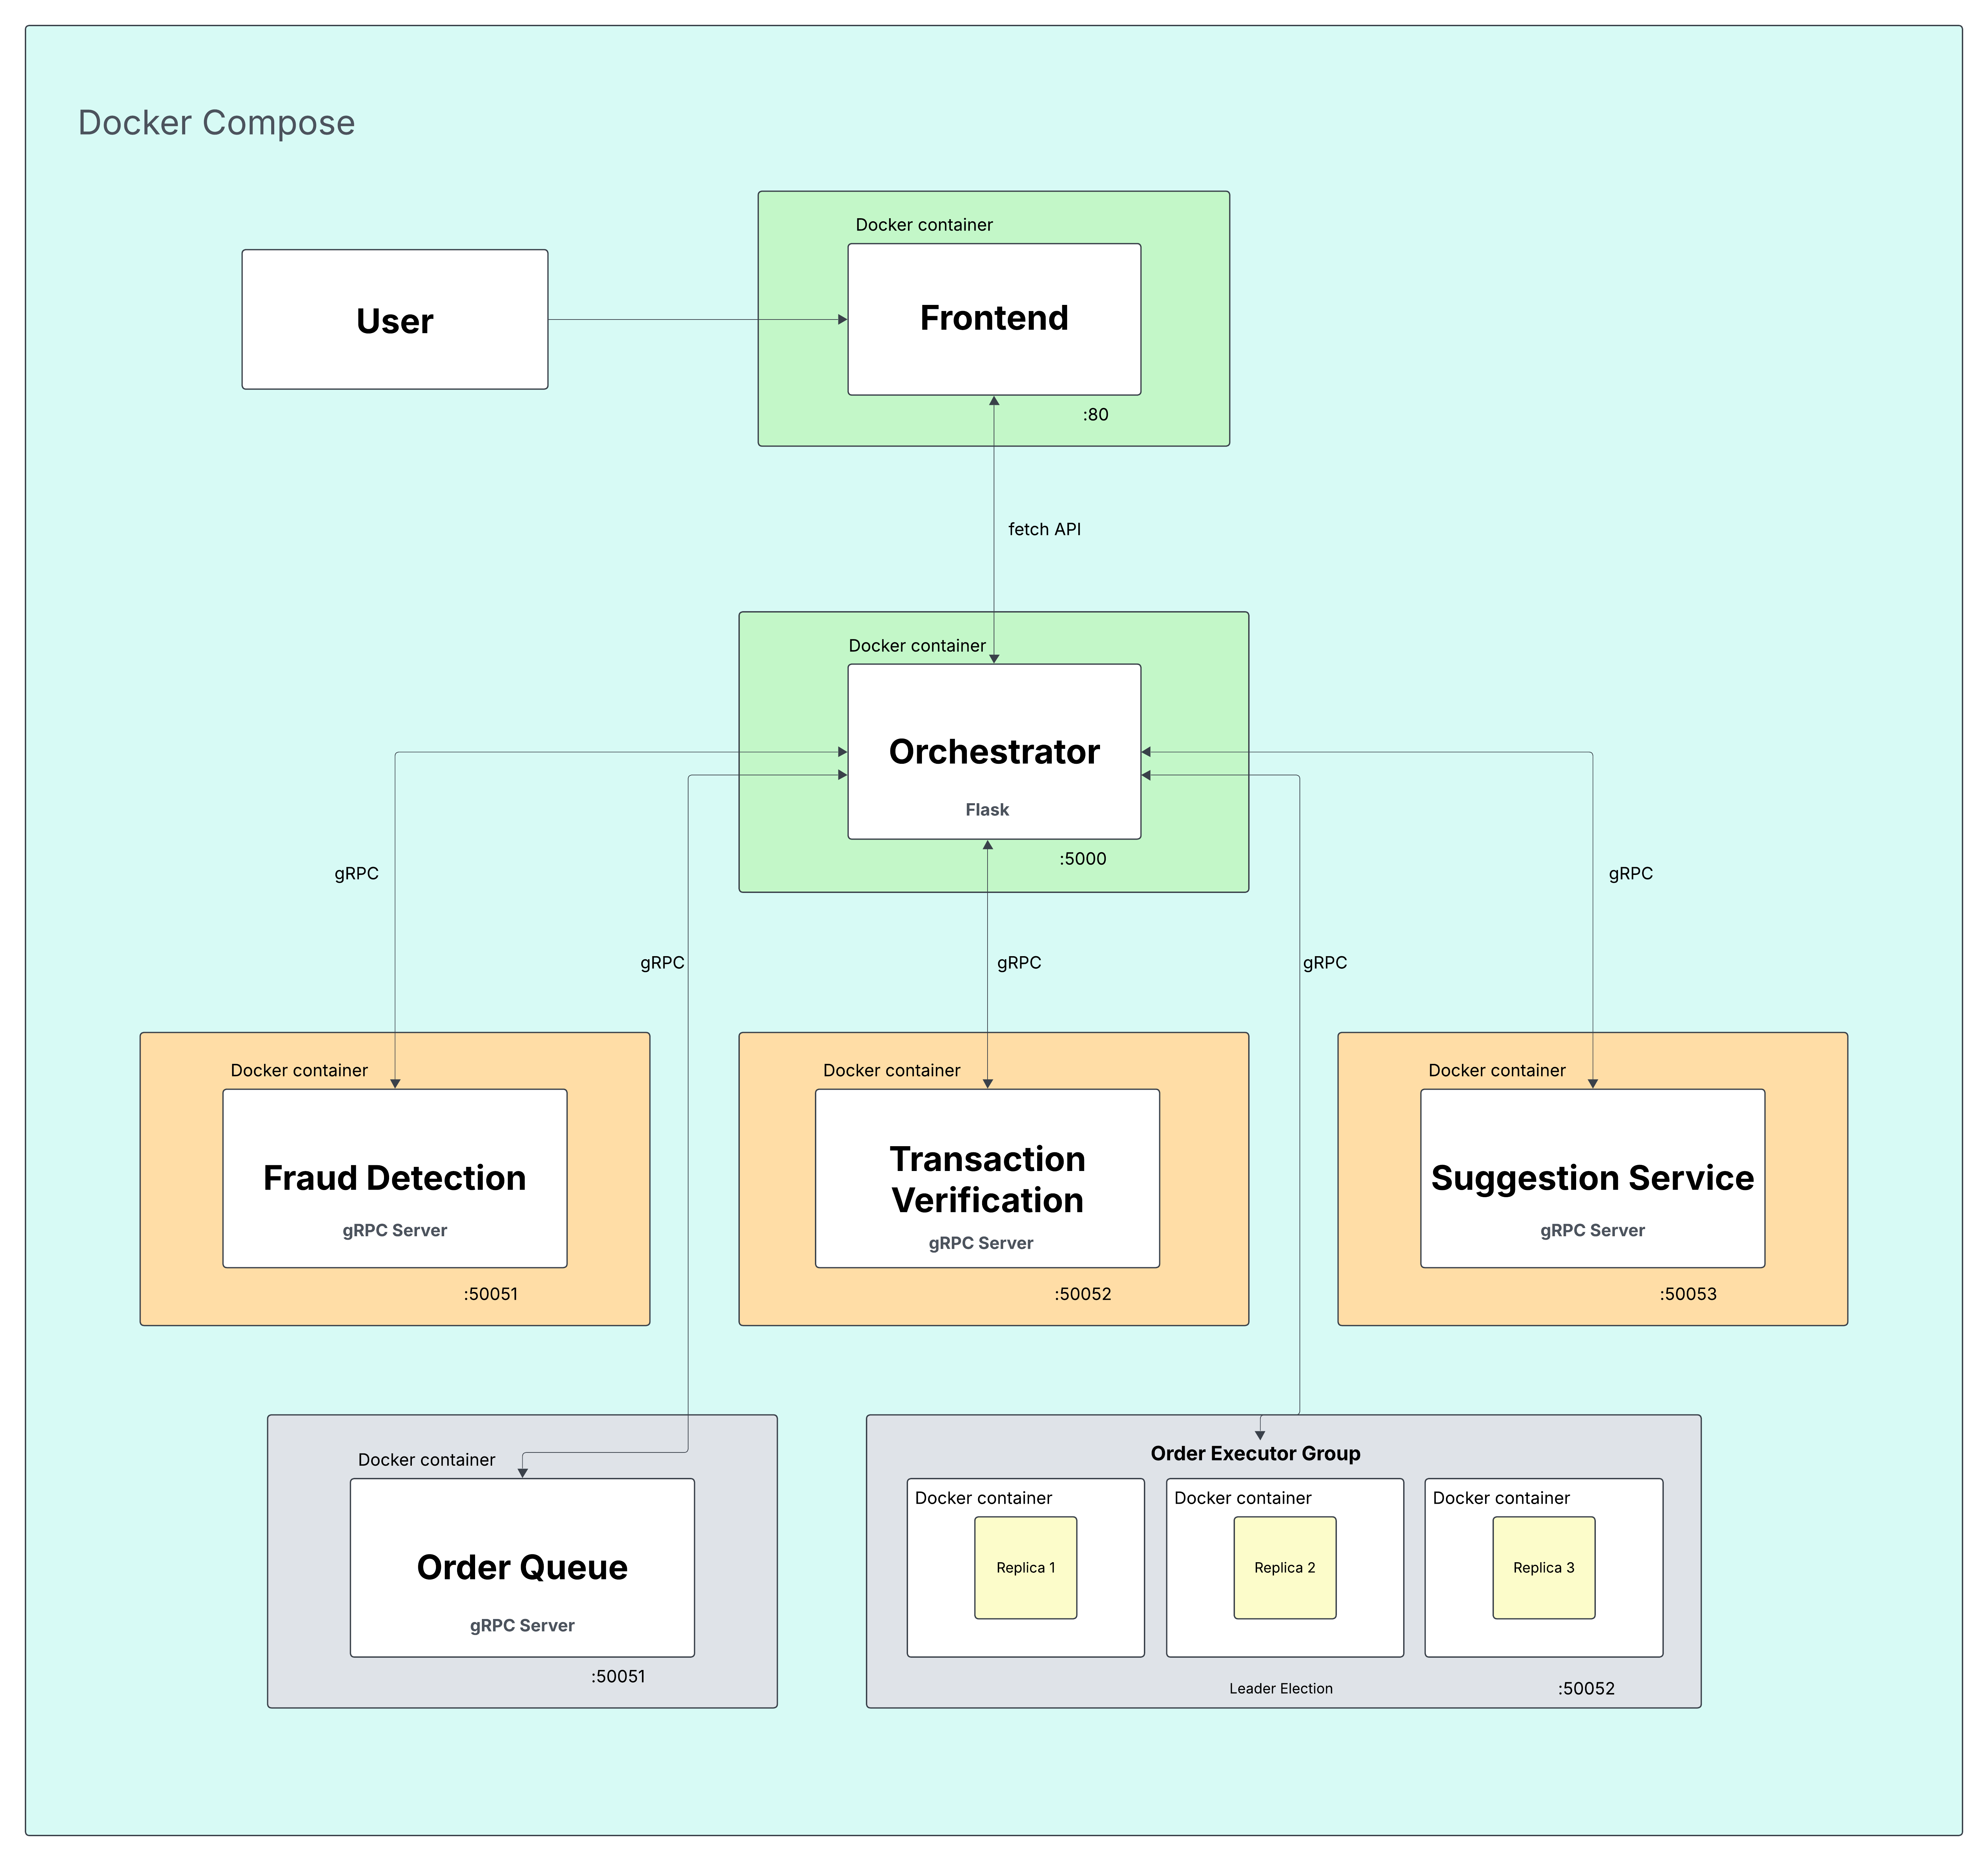 Docker Compose
Docker container
User
Frontend
:80
fetch API
Docker container
Orchestrator
Flask
:5000
gRPC
gRPC
gRPC
gRPC
gRPC
Docker container
Fraud Detection
gRPC Server
:50051
Docker container
Transaction
Verification
gRPC Server
:50052
Docker container
Suggestion Service
gRPC Server
:50053
Docker container
Order Queue
gRPC Server
:50051
Order Executor Group
Docker container
Replica 1
Docker container
Replica 2
Docker container
Replica 3
Leader Election
:50052